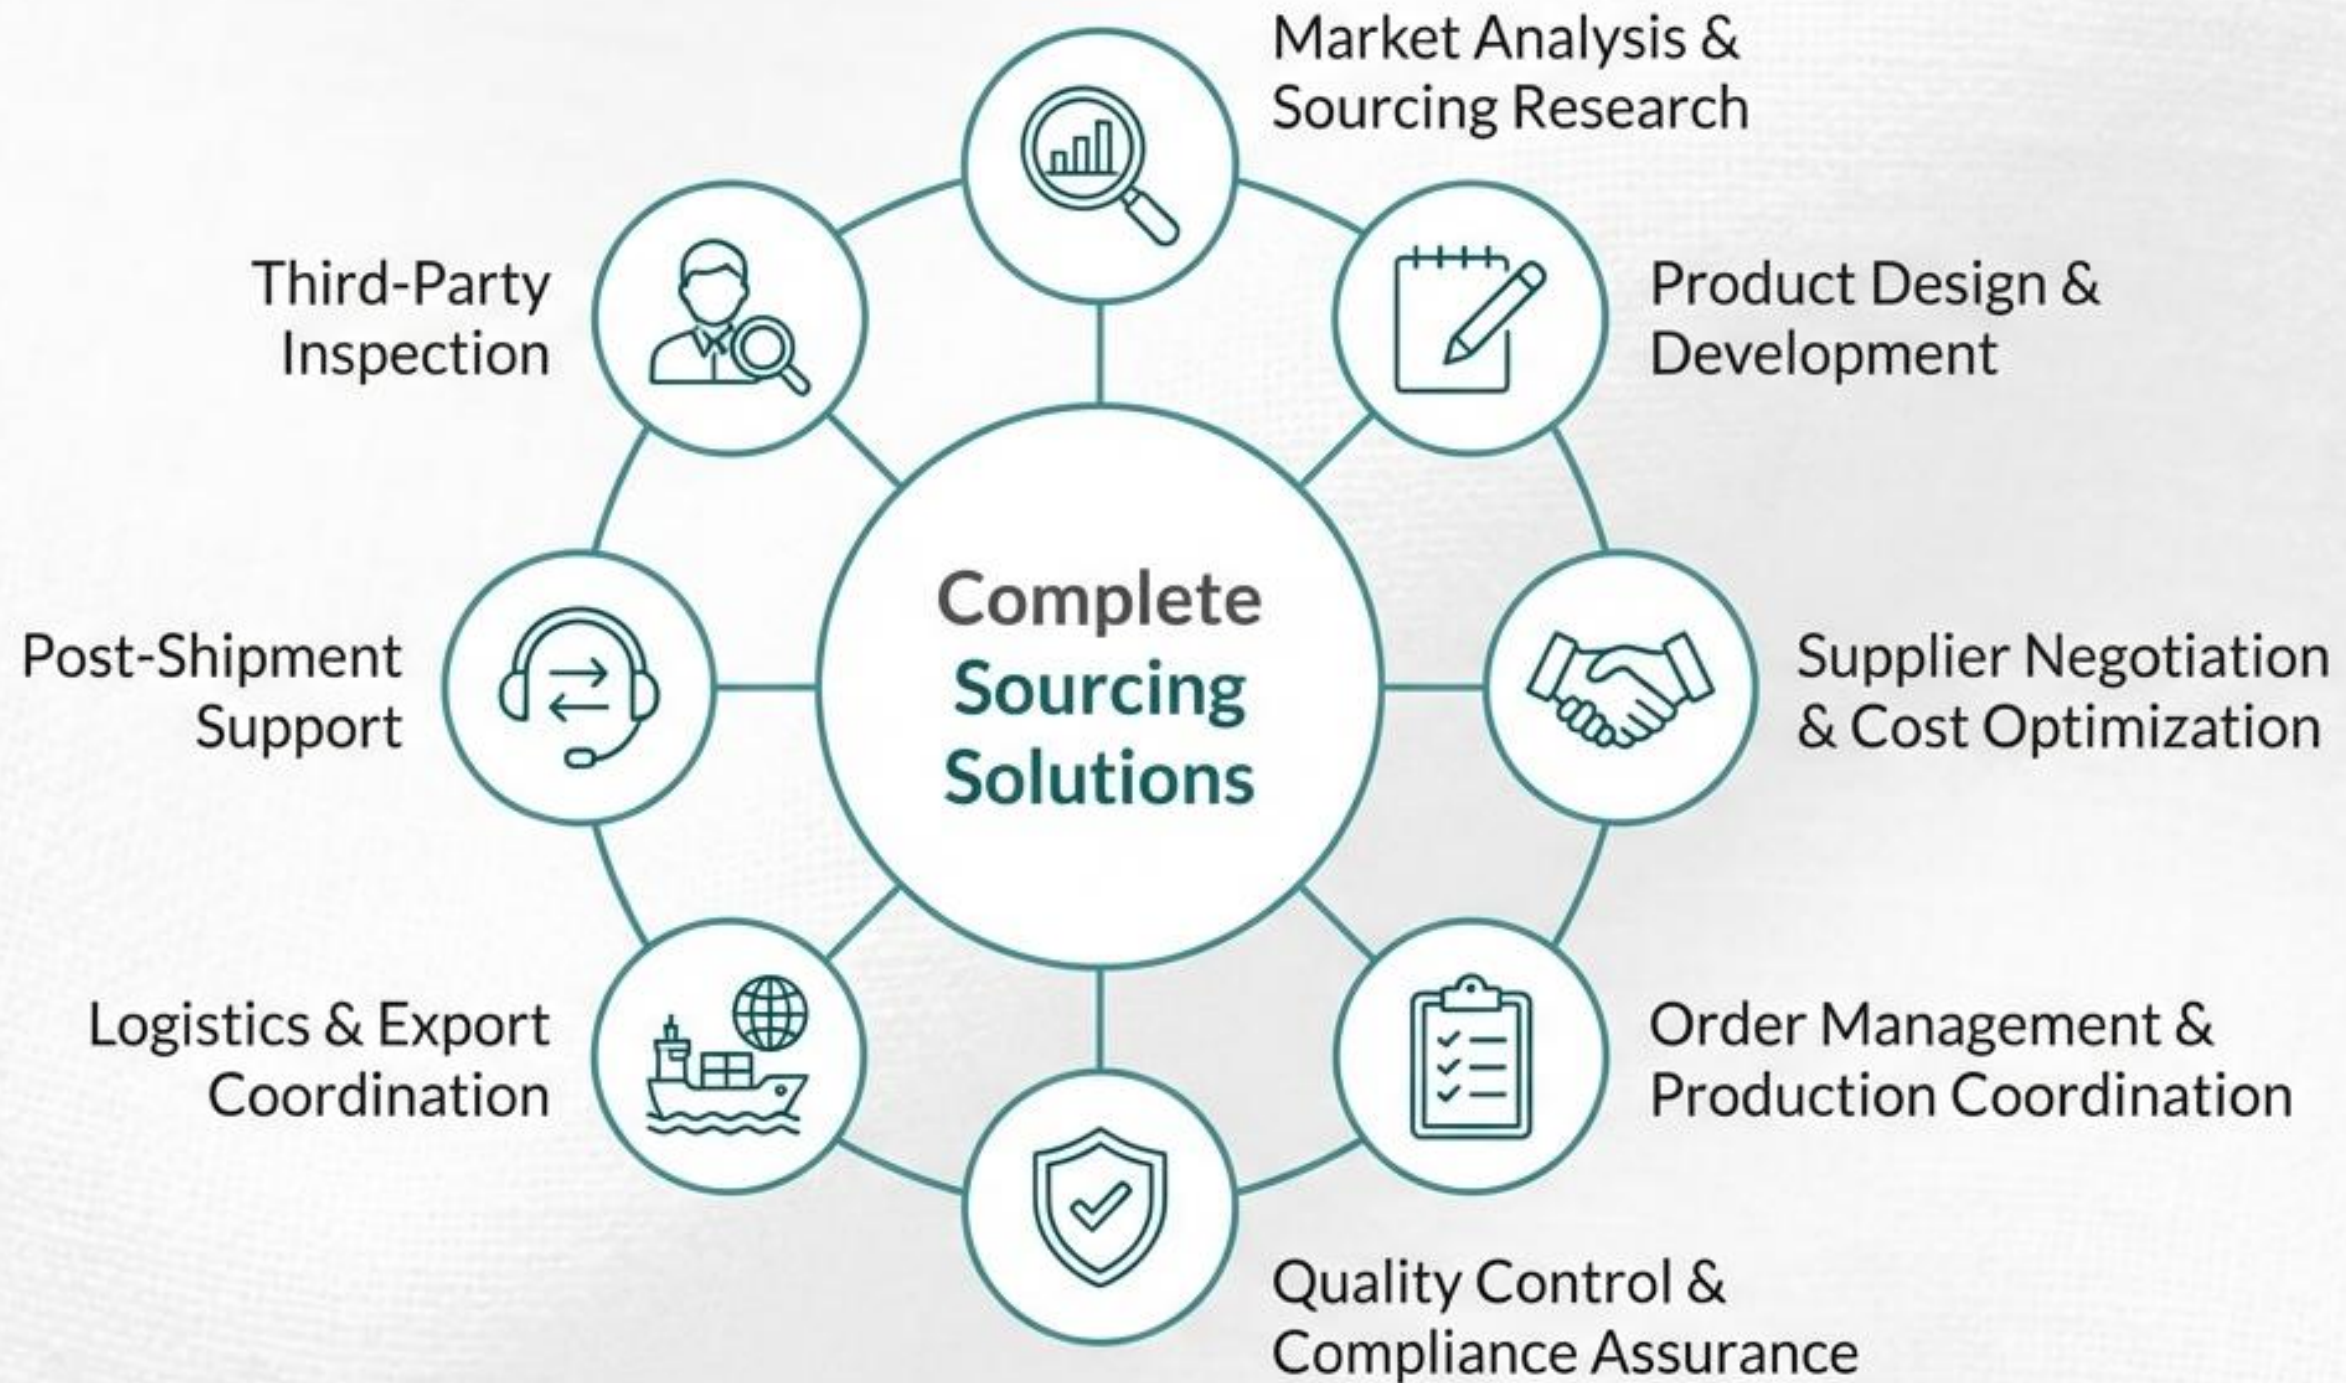 Market Analysis &
Sourcing Research
Product Design &
Development
Supplier Negotiation
& Cost Optimization
Order Management &
Production Coordination
Quality Control &
Compliance Assurance
Logistics & Export
Coordination
Post-Shipment
Support
Third-Party
Inspection
Complete
Sourcing
Solutions